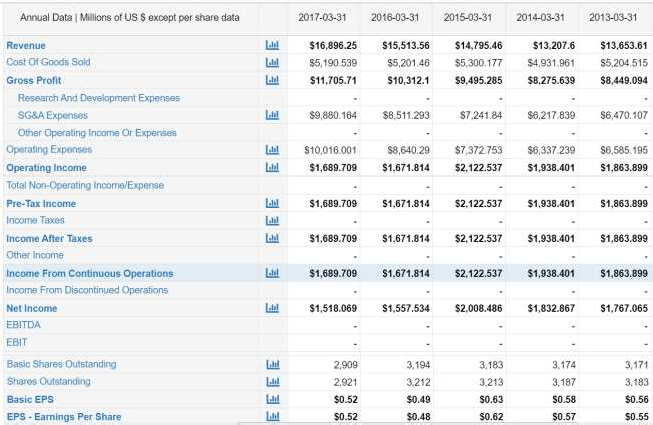 Annual Data | Millions of US $ except per share data 2017-03-31 2016-03-31 2015-03-31 2014-03-31 2013-03-31
Revenue $16,896.25 $15,513.56 $14,795.46 $13,207.6 $13,653.61
Cost Of Goods Sold $5,190.539 $5,201.46 $5,300.177 $4,931.961 $5,204.515
Gross Profit $11,705.71 $10,312.1 $9,495.285 $8,275.639 $8,449.094
Research And Development Expenses - - - - -
SG&A Expenses $9,880.164 $8,511.293 $7,241.84 $6,217.839 $6,470.107
Other Operating Income Or Expenses - - - - -
Operating Expenses $10,016.001 $8,640.29 $7,372.753 $6,337.239 $6,585.195
Operating Income $1,689.709 $1,671.814 $2,122.537 $1,938.401 $1,863.899
Total Non-Operating Income/Expense - - - - -
Pre-Tax Income $1,689.709 $1,671.814 $2,122.537 $1,938.401 $1,863.899
Income Taxes - - - - -
Income After Taxes $1,689.709 $1,671.814 $2,122.537 $1,938.401 $1,863.899
Other Income - - - - -
Income From Continuous Operations $1,689.709 $1,671.814 $2,122.537 $1,938.401 $1,863.899
Income From Discontinued Operations - - - - -
Net Income $1,518.069 $1,557.534 $2,008.486 $1,832.867 $1,767.065
EBITDA - - - - -
EBIT - - - - -
Basic Shares Outstanding 2,909 3,194 3,183 3,174 3,171
Shares Outstanding 2,921 3,212 3,213 3,187 3,183
Basic EPS $0.52 $0.49 $0.63 $0.58 $0.56
EPS - Earnings Per Share $0.52 $0.48 $0.62 $0.57 $0.55